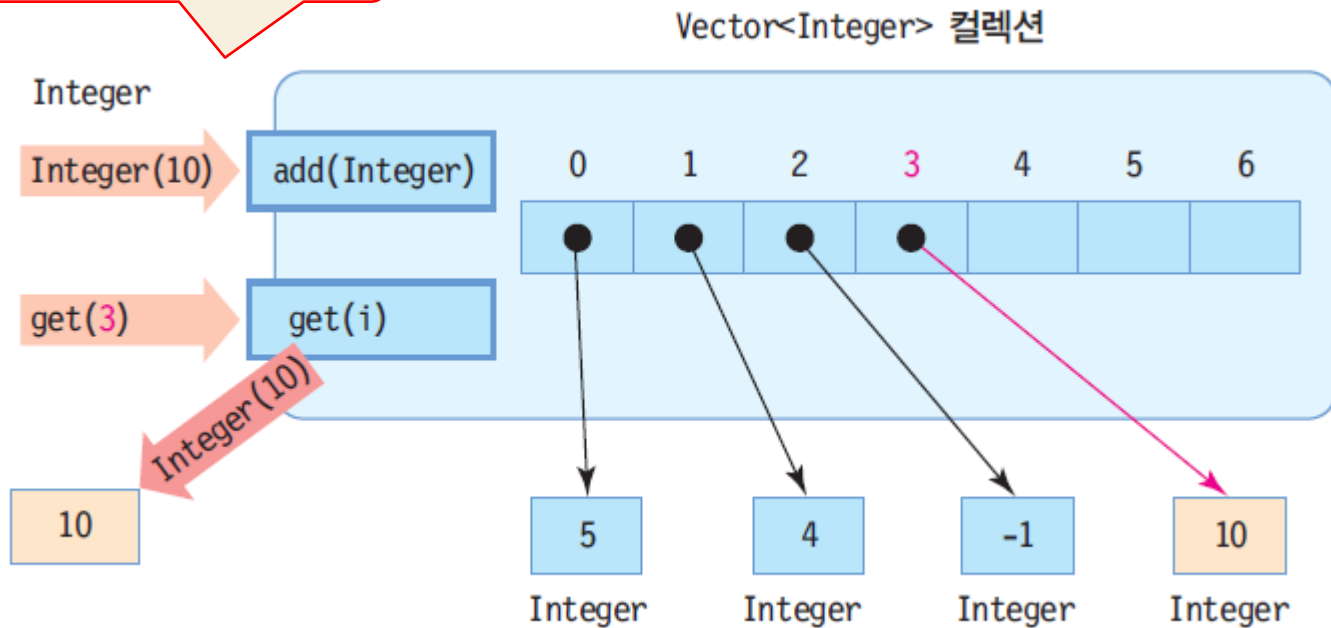 Vector<Integer> 컬렉션
Integer
Integer(10)
add(Integer)
0 1 2 3 4 5 6
get(3)
get(i)
Integer(10)
10
5 4 -1 10
Integer Integer Integer Integer